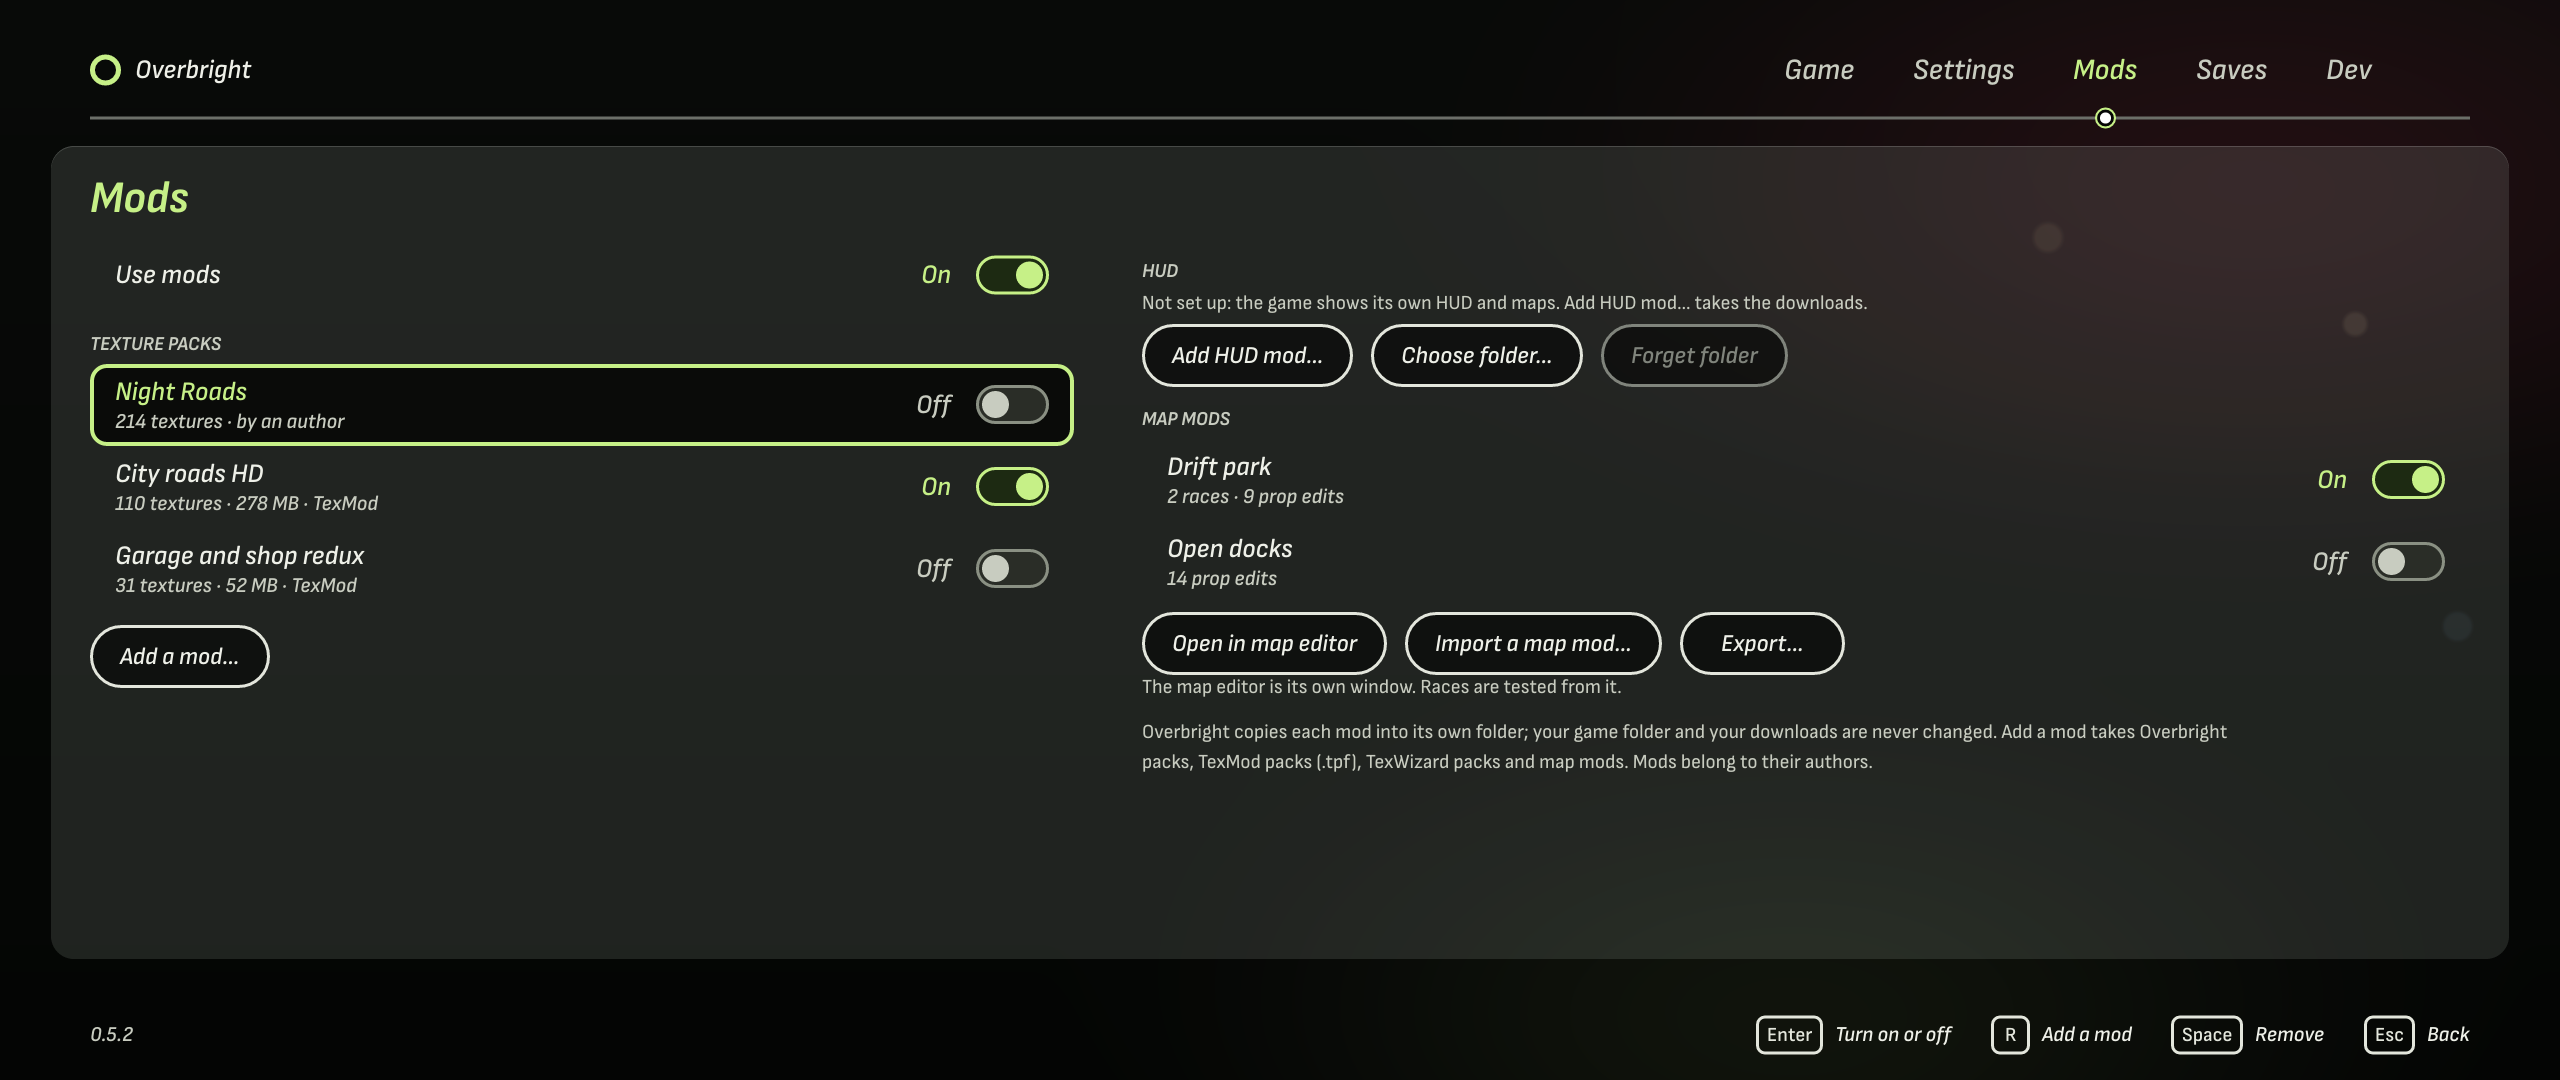 Overbright
Game Settings Mods Saves Dev
Mods
Use mods On
TEXTURE PACKS
Night Roads
214 textures · by an author
Off
City roads HD
110 textures · 278 MB · TexMod
On
Garage and shop redux
31 textures · 52 MB · TexMod
Off
Add a mod...
HUD
Not set up: the game shows its own HUD and maps. Add HUD mod... takes the downloads.
Add HUD mod... Choose folder... Forget folder
MAP MODS
Drift park
2 races · 9 prop edits
On
Open docks
14 prop edits
Off
Open in map editor Import a map mod... Export...
The map editor is its own window. Races are tested from it.
Overbright copies each mod into its own folder; your game folder and your downloads are never changed. Add a mod takes Overbright
packs, TexMod packs (.tpf), TexWizard packs and map mods. Mods belong to their authors.
0.5.2
Enter Turn on or off R Add a mod Space Remove Esc Back